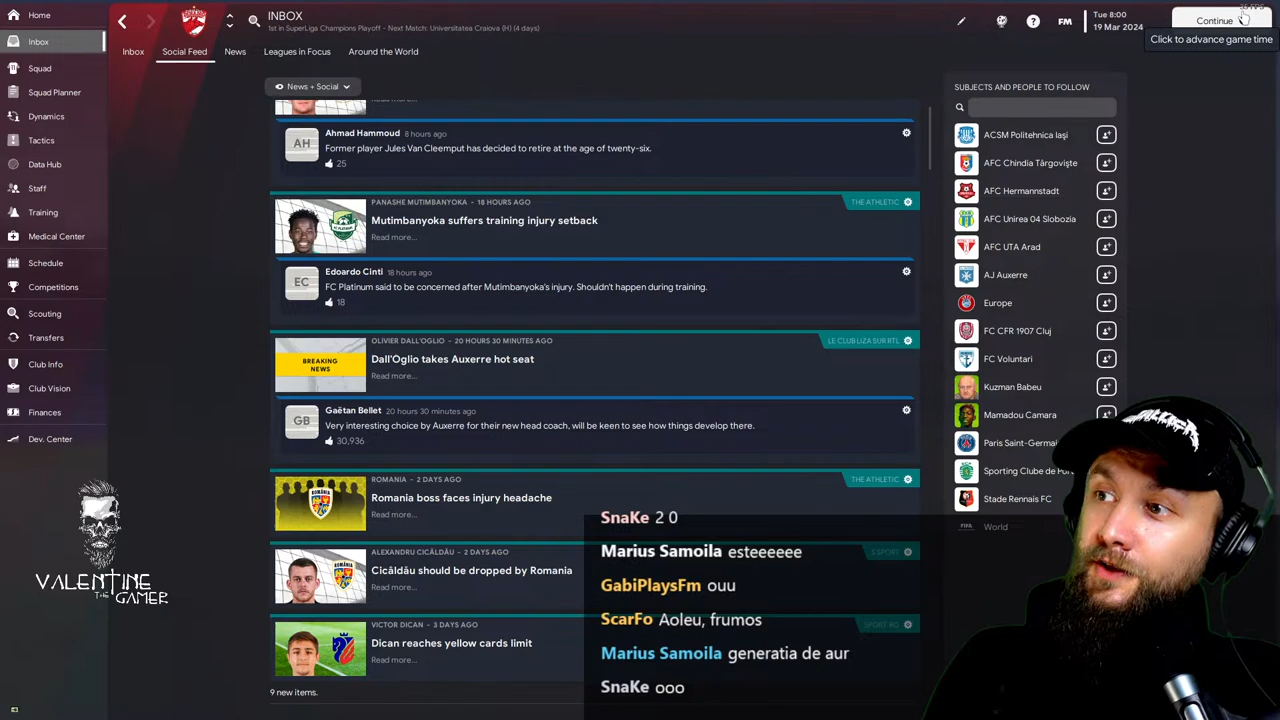 Home
Inbox
Squad
Squad Planner
Dynamics
Tactics
Data Hub
Staff
Training
Medical Center
Schedule
Competitions
Scouting
Transfers
Club Info
Club Vision
Finances
Dev. Center
INBOX
1st in SuperLiga Champions Playoff - Next Match: Universitatea Craiova (H) (4 days)
FM
Tue 8:00
19 Mar 2024
35 FPS
Continue
Click to advance game time
Inbox
Social Feed
News
Leagues in Focus
Around the World
News + Social
Read more...
AH
Ahmad Hammoud 8 hours ago
Former player Jules Van Cleemput has decided to retire at the age of twenty-six.
25
PANASHE MUTIMBANYOKA - 18 HOURS AGO
THE ATHLETIC
Mutimbanyoka suffers training injury setback
Read more...
EC
Edoardo Cinti 18 hours ago
FC Platinum said to be concerned after Mutimbanyoka's injury. Shouldn't happen during training.
18
OLIVIER DALL'OGLIO - 20 HOURS 30 MINUTES AGO
LE CLUB LIZA SUR RTL
BREAKING
NEWS
Dall'Oglio takes Auxerre hot seat
Read more...
GB
Gaëtan Bellet 20 hours 30 minutes ago
Very interesting choice by Auxerre for their new head coach, will be keen to see how things develop there.
30,936
ROMANIA - 2 DAYS AGO
THE ATHLETIC
Romania boss faces injury headache
Read more...
ALEXANDRU CICÂLDĂU - 2 DAYS AGO
SPORT
Cicâldău should be dropped by Romania
Read more...
VICTOR DICAN - 3 DAYS AGO
SPORT RO
Dican reaches yellow cards limit
Read more...
9 new items.
SUBJECTS AND PEOPLE TO FOLLOW
ACSM Politehnica Iaşi
AFC Chindia Târgovişte
AFC Hermannstadt
AFC Unirea 04 Slobozia
AFC UTA Arad
AJ Auxerre
Europe
FC CFR 1907 Cluj
FC Voluntari
Kuzman Babeu
Mamadou Camara
Paris Saint-Germai
Sporting Clube de Por
Stade Rennais FC
FIFA World
SnaKe 2 0
Marius Samoila esteeeeee
GabiPlaysFm ouu
ScarFo Aoleu, frumos
Marius Samoila generatia de aur
SnaKe ooo
VALENTINE
THE GAMER